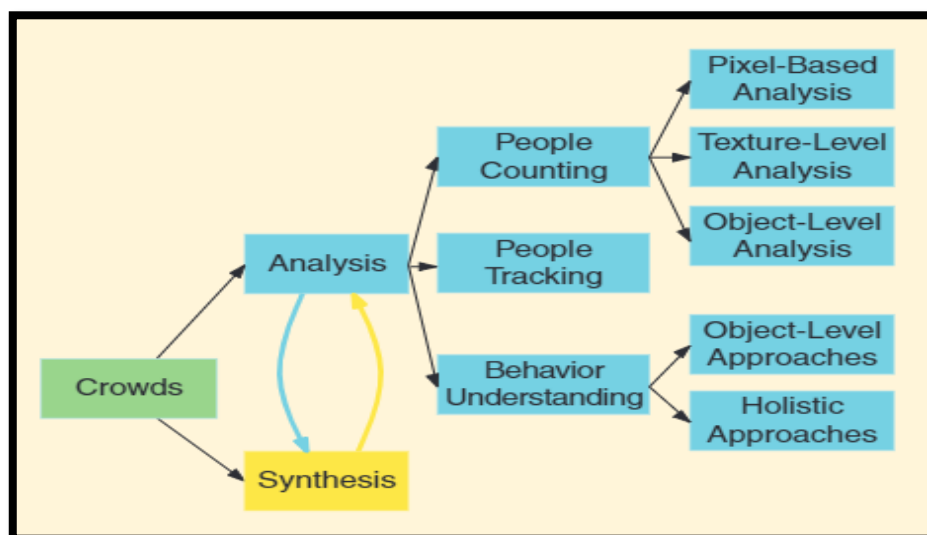 Pixel-Based
Analysis
People
Counting
Texture-Level
Analysis
Object-Level
Analysis
Analysis
People
Tracking
Object-Level
Approaches
Crowds
Behavior
Understanding
Holistic
Approaches
Synthesis